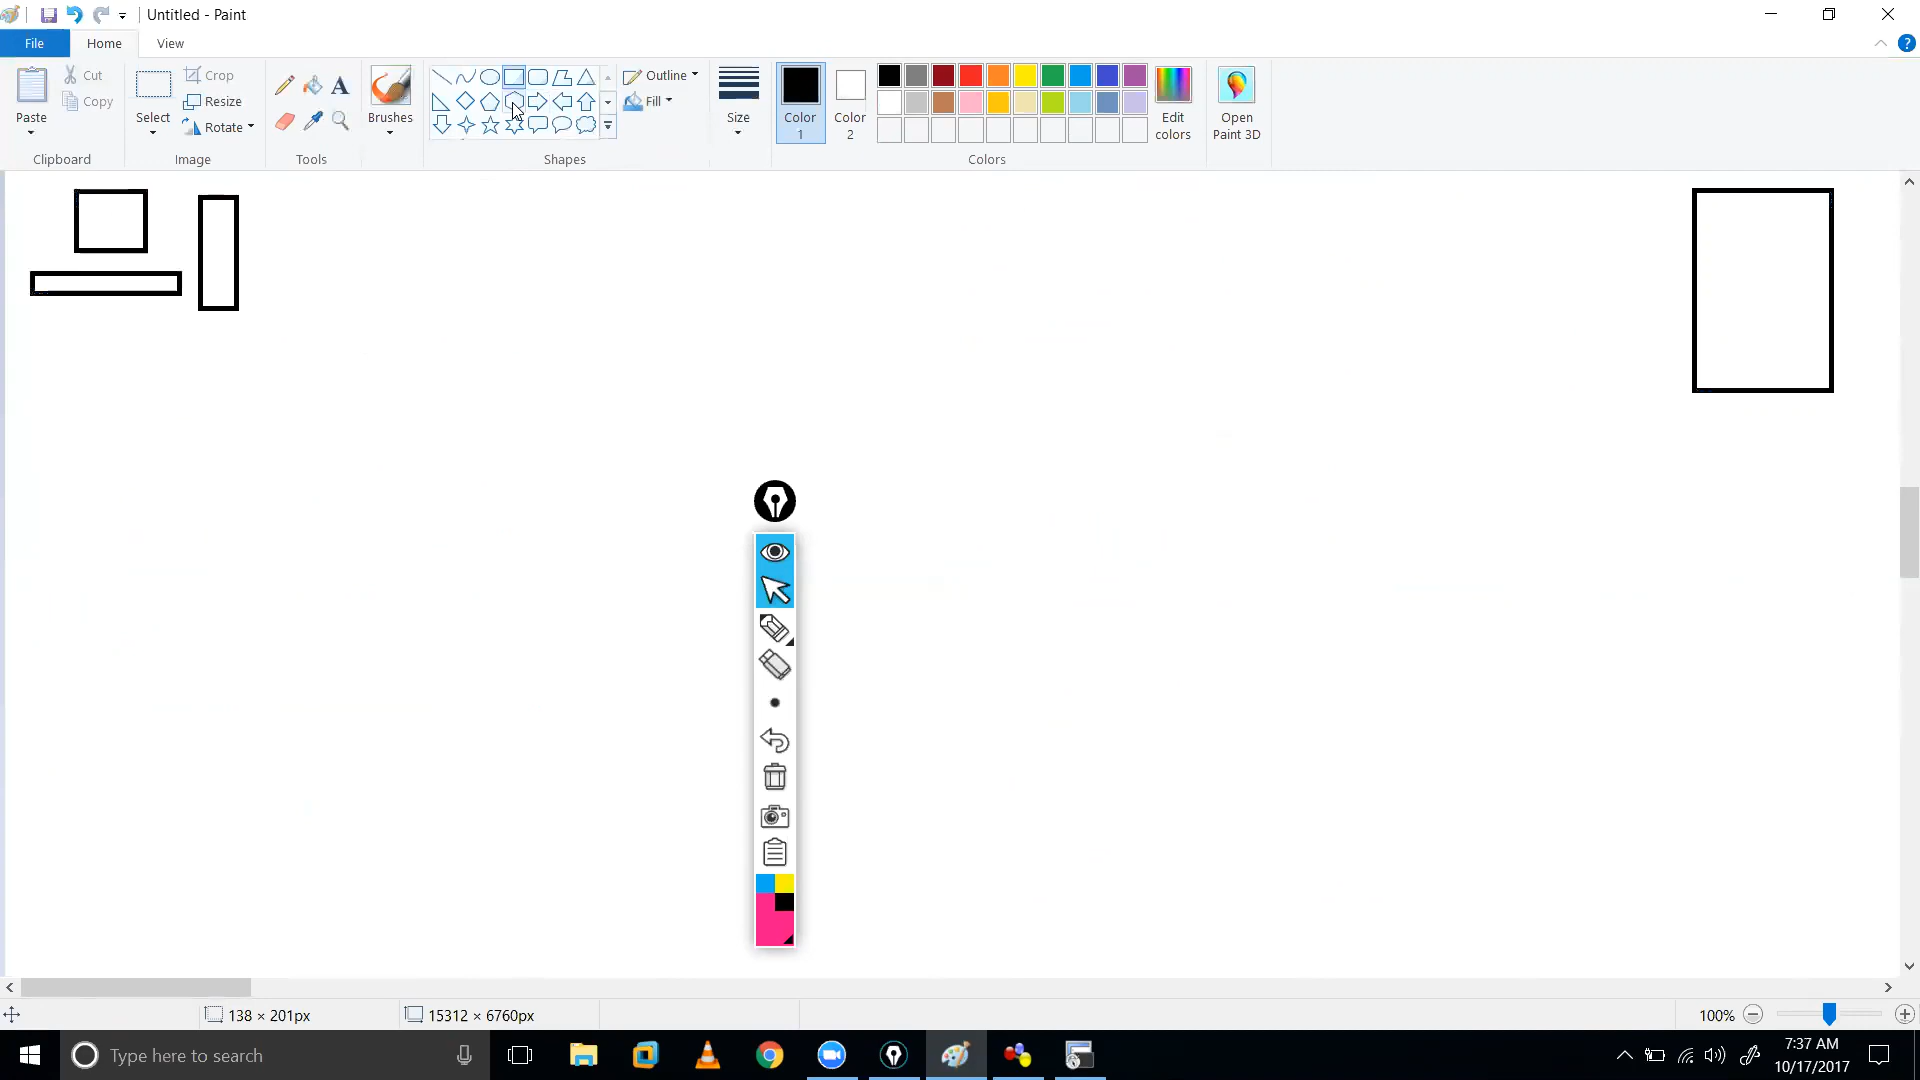 Untitled - Paint
File
Home
View
Paste
Cut
Copy
Clipboard
Select
Crop
Resize
Rotate
Image
A
Tools
Brushes
Outline
Fill
Shapes
Size
Color
1
Color
2
Edit
colors
Colors
Open
Paint 3D
?
138 × 201px
15312 × 6760px
100%
Type here to search
7:37 AM
10/17/2017